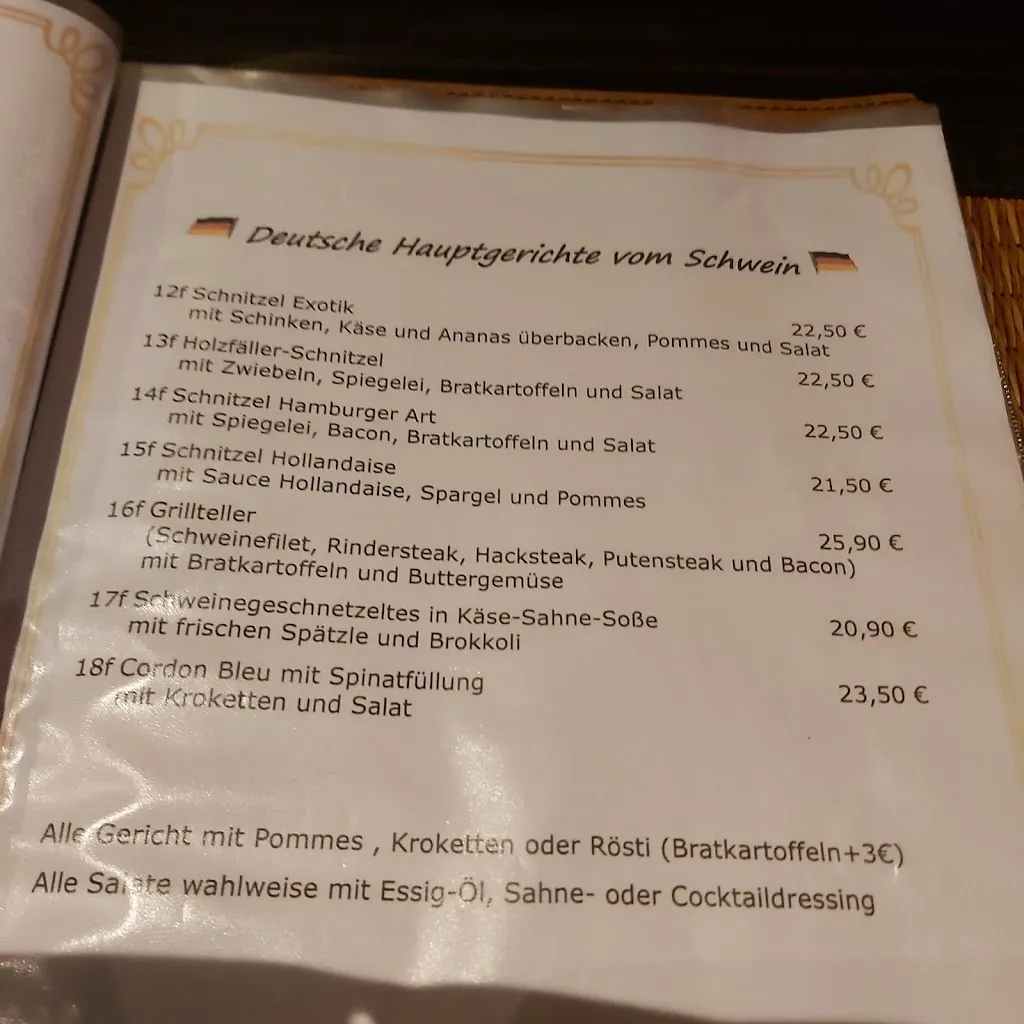 Deutsche Hauptgerichte vom Schwein
12f Schnitzel Exotik 22,50 €
mit Schinken, Käse und Ananas überbacken, Pommes und Salat
13f Holzfäller-Schnitzel 22,50 €
mit Zwiebeln, Spiegelei, Bratkartoffeln und Salat
14f Schnitzel Hamburger Art 22,50 €
mit Spiegelei, Bacon, Bratkartoffeln und Salat
15f Schnitzel Hollandaise 21,50 €
mit Sauce Hollandaise, Spargel und Pommes
16f Grillteller 25,90 €
(Schweinefilet, Rindersteak, Hacksteak, Putensteak und Bacon)
mit Bratkartoffeln und Buttergemüse
17f Schweinegeschnetzeltes in Käse-Sahne-Soße 20,90 €
mit frischen Spätzle und Brokkoli
18f Cordon Bleu mit Spinatfüllung 23,50 €
mit Kroketten und Salat
Alle Gericht mit Pommes , Kroketten oder Rösti (Bratkartoffeln+3€)
Alle Salate wahlweise mit Essig-Öl, Sahne- oder Cocktaildressing